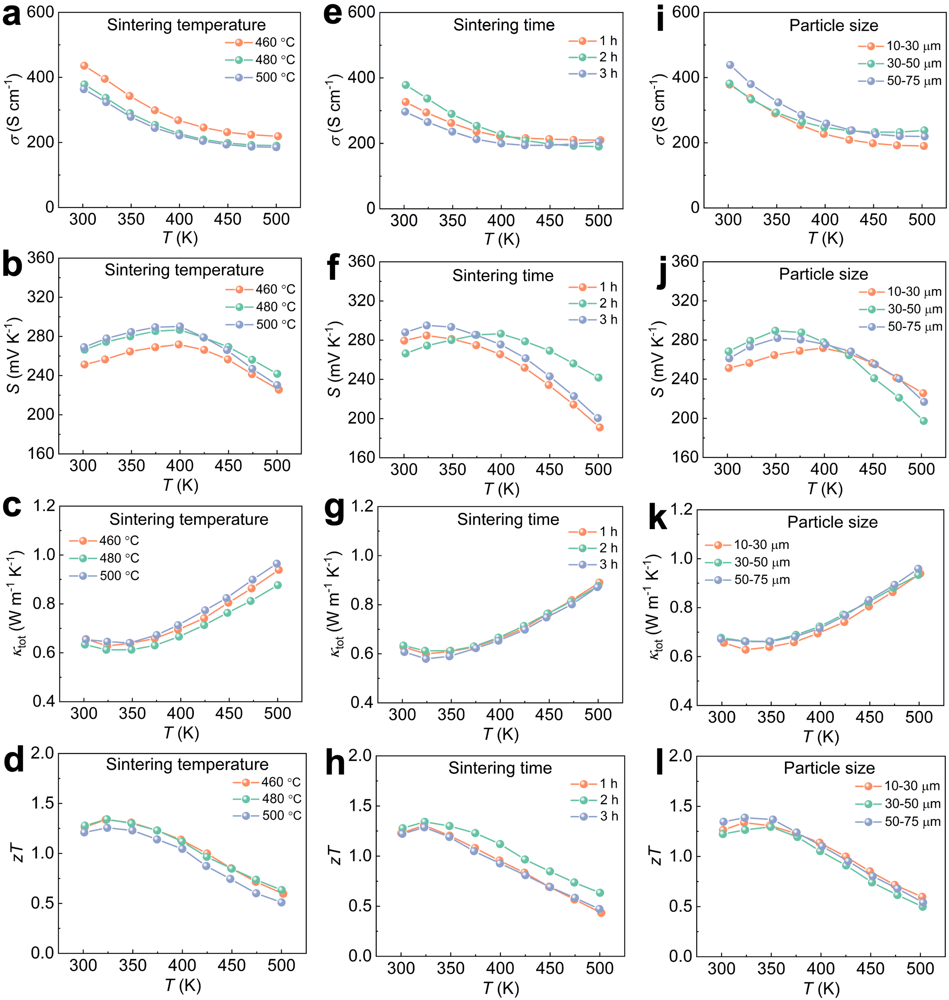 a
600
400
200
0
σ (S cm⁻¹)
Sintering temperature
460 °C
480 °C
500 °C
300 350 400 450 500
T (K)
e
600
400
200
0
σ (S cm⁻¹)
Sintering time
1 h
2 h
3 h
300 350 400 450 500
T (K)
i
600
400
200
0
σ (S cm⁻¹)
Particle size
10-30 μm
30-50 μm
50-75 μm
300 350 400 450 500
T (K)
b
360
320
280
240
200
160
S (mV K⁻¹)
Sintering temperature
460 °C
480 °C
500 °C
300 350 400 450 500
T (K)
f
360
320
280
240
200
160
S (mV K⁻¹)
Sintering time
1 h
2 h
3 h
300 350 400 450 500
T (K)
j
360
320
280
240
200
160
S (mV K⁻¹)
Particle size
10-30 μm
30-50 μm
50-75 μm
300 350 400 450 500
T (K)
c
1.2
1.0
0.8
0.6
0.4
κtot (W m⁻¹ K⁻¹)
Sintering temperature
460 °C
480 °C
500 °C
300 350 400 450 500
T (K)
g
1.2
1.0
0.8
0.6
0.4
κtot (W m⁻¹ K⁻¹)
Sintering time
1 h
2 h
3 h
300 350 400 450 500
T (K)
k
1.2
1.0
0.8
0.6
0.4
κtot (W m⁻¹ K⁻¹)
Particle size
10-30 μm
30-50 μm
50-75 μm
300 350 400 450 500
T (K)
d
2.0
1.5
1.0
0.5
0.0
zT
Sintering temperature
460 °C
480 °C
500 °C
300 350 400 450 500
T (K)
h
2.0
1.5
1.0
0.5
0.0
zT
Sintering time
1 h
2 h
3 h
300 350 400 450 500
T (K)
l
2.0
1.5
1.0
0.5
0.0
zT
Particle size
10-30 μm
30-50 μm
50-75 μm
300 350 400 450 500
T (K)